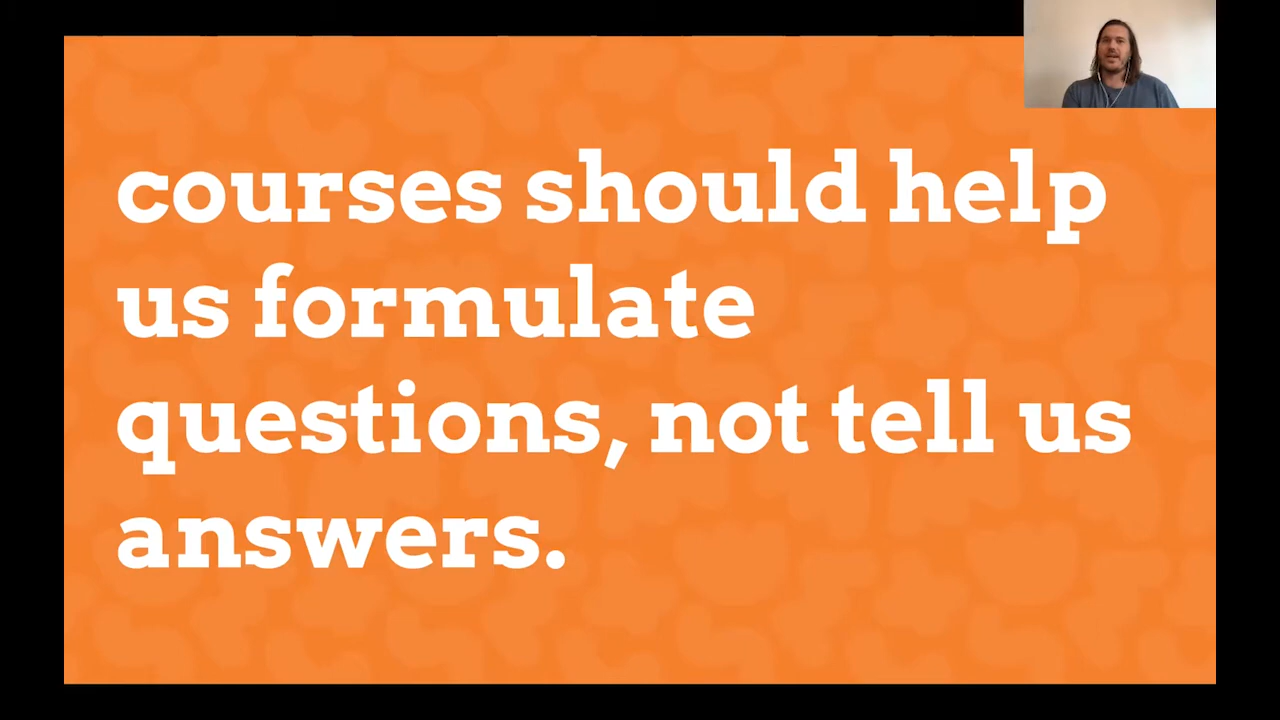 courses should help
us formulate
questions, not tell us
answers.